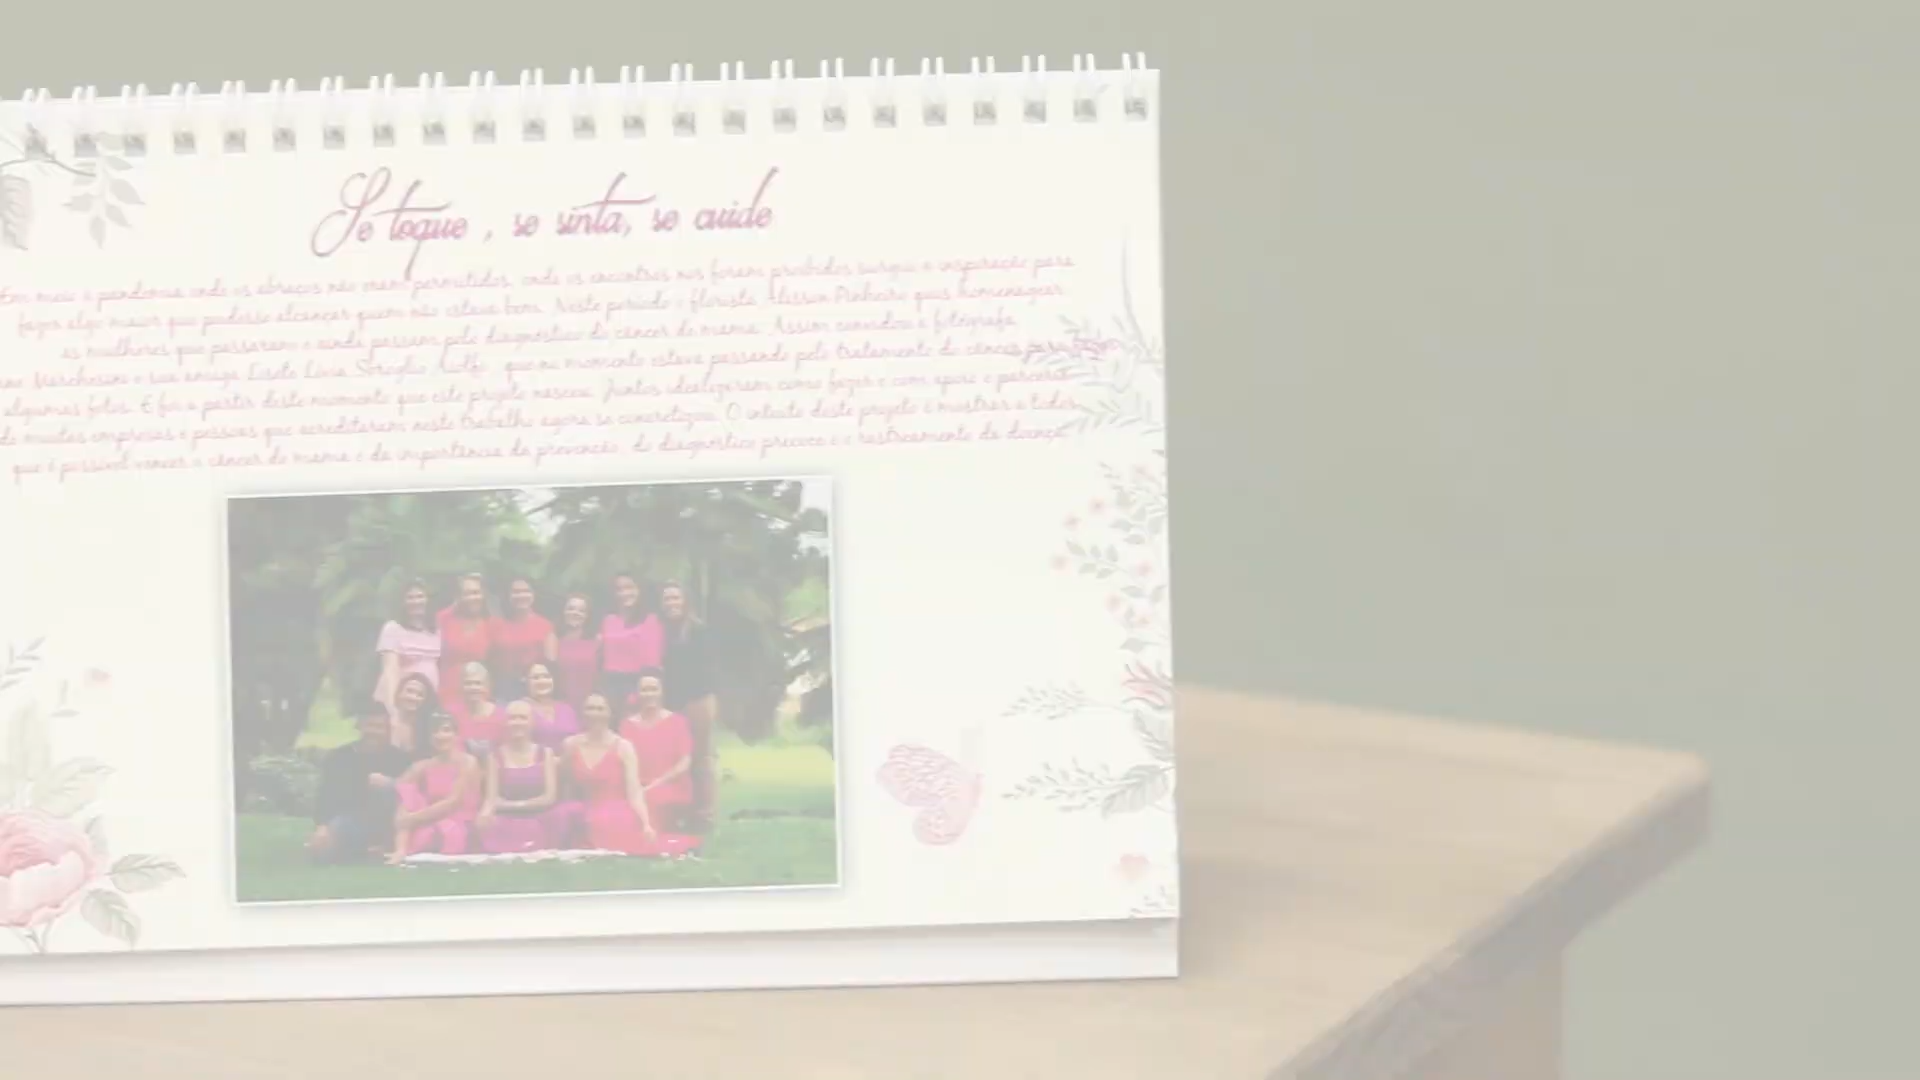 Se toque , se sinta, se cuide
Em meio a pandemia onde os abraços não eram permitidos, onde os encontros nos foram proibidos surgiu a inspiração para
fazer algo maior que pudesse alcançar quem não estava bem. Neste período o florista Alisson Pinheiro quis homenagear
as mulheres que passaram e ainda passam pelo diagnóstico do câncer de mama. Assim convidou a fotógrafa
Marchesini e sua amiga Lívia que no momento estava passando pelo tratamento do câncer para
algumas fotos. E foi a partir deste momento que este projeto nasceu. Juntos idealizaram como fazer e com apoio e parceria
de muitas empresas e pessoas que acreditaram neste trabalho agora se concretizou. O intuito deste projeto é mostrar a todos
que é possível vencer o câncer de mama e da importância da prevenção, do diagnóstico precoce e o rastreamento da doença.